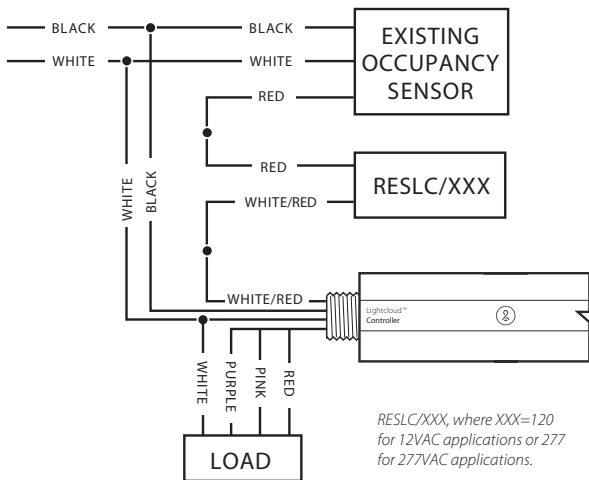 BLACK
BLACK
EXISTING
OCCUPANCY
SENSOR
WHITE
WHITE
RED
RED
RESLC/XXX
WHITE/RED
WHITE
BLACK
WHITE/RED
Lightcloud™
Controller
WHITE
PURPLE
PINK
RED
LOAD
RESLC/XXX, where XXX=120
for 12VAC applications or 277
for 277VAC applications.